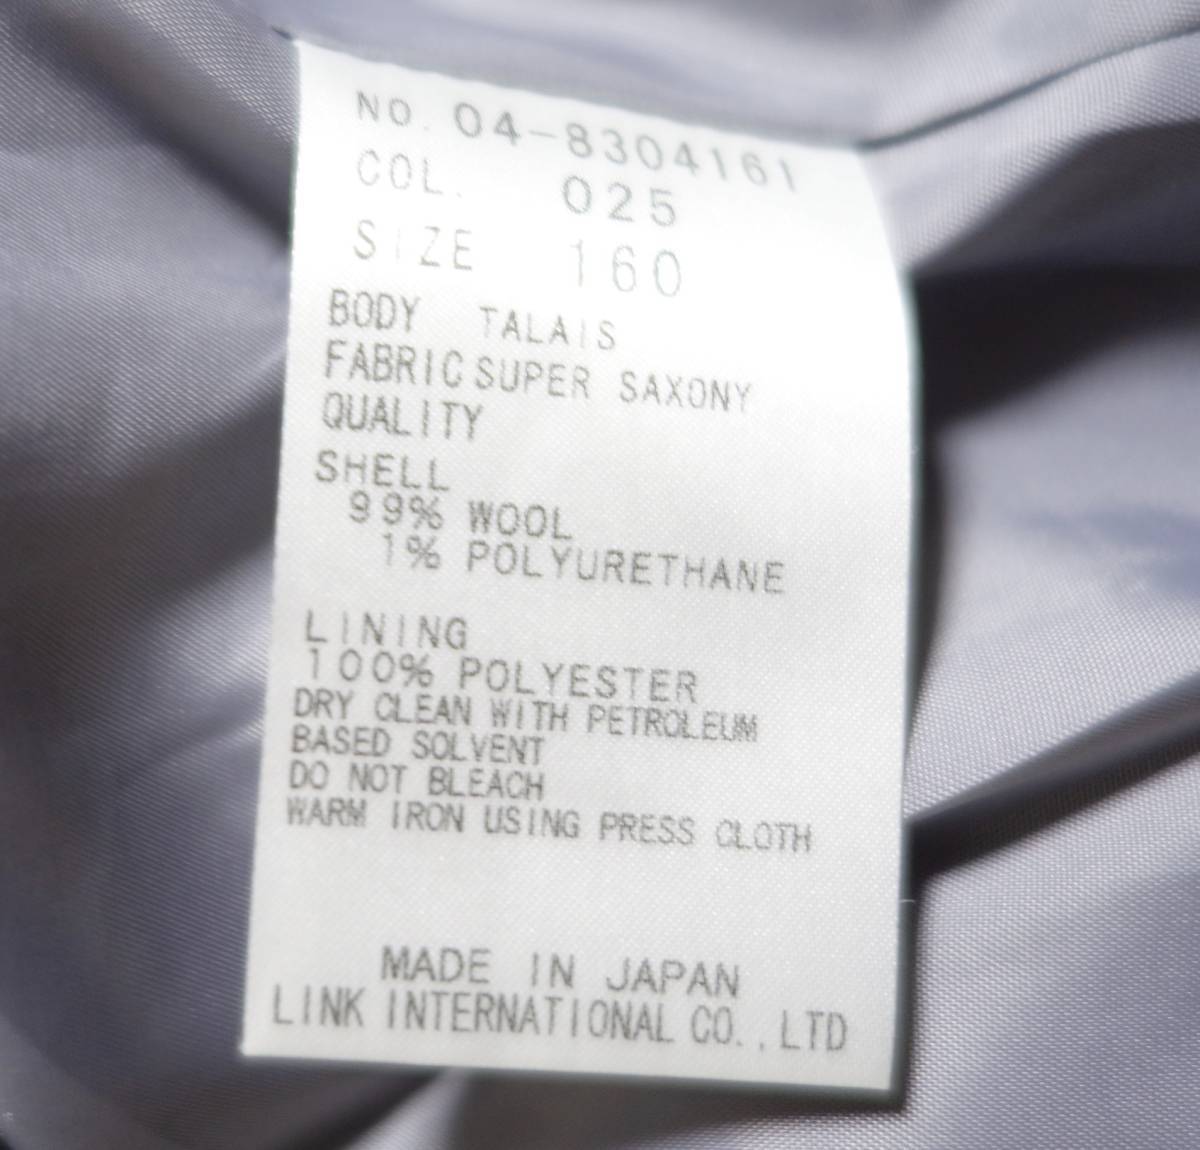 NO. 04-8304161
COL. 025
SIZE 160
BODY TALAIS
FABRIC SUPER SAXONY
QUALITY
SHELL
99% WOOL
1% POLYURETHANE
LINING
100% POLYESTER
DRY CLEAN WITH PETROLEUM
BASED SOLVENT
DO NOT BLEACH
WARM IRON USING PRESS CLOTH
MADE IN JAPAN
LINK INTERNATIONAL CO.,LTD